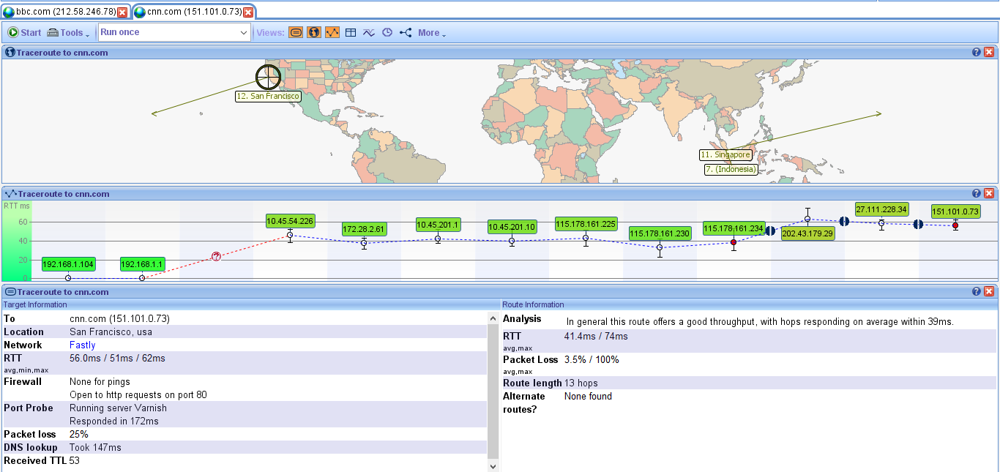 bbc.com (212.58.246.78) cnn.com (151.101.0.73)
Start Tools Run once Views: More
Traceroute to cnn.com
12. San Francisco
11. Singapore
7. (Indonesia)
Traceroute to cnn.com
RTT ms
60
40
20
0
192.168.1.104
192.168.1.1
?
10.45.54.226
172.28.2.61
10.45.201.1
10.45.201.10
115.178.161.225
115.178.161.230
115.178.161.234
202.43.179.29
27.111.228.34
151.101.0.73
Traceroute to cnn.com
Target Information
To cnn.com (151.101.0.73)
Location San Francisco, usa
Network Fastly
RTT 56.0ms / 51ms / 62ms
avg,min,max
Firewall None for pings
Open to http requests on port 80
Port Probe Running server Varnish
Responded in 172ms
Packet loss 25%
DNS lookup Took 147ms
Received TTL 53
Route Information
Analysis In general this route offers a good throughput, with hops responding on average within 39ms.
RTT 41.4ms / 74ms
avg,max
Packet Loss 3.5% / 100%
avg,max
Route length 13 hops
Alternate None found
routes?